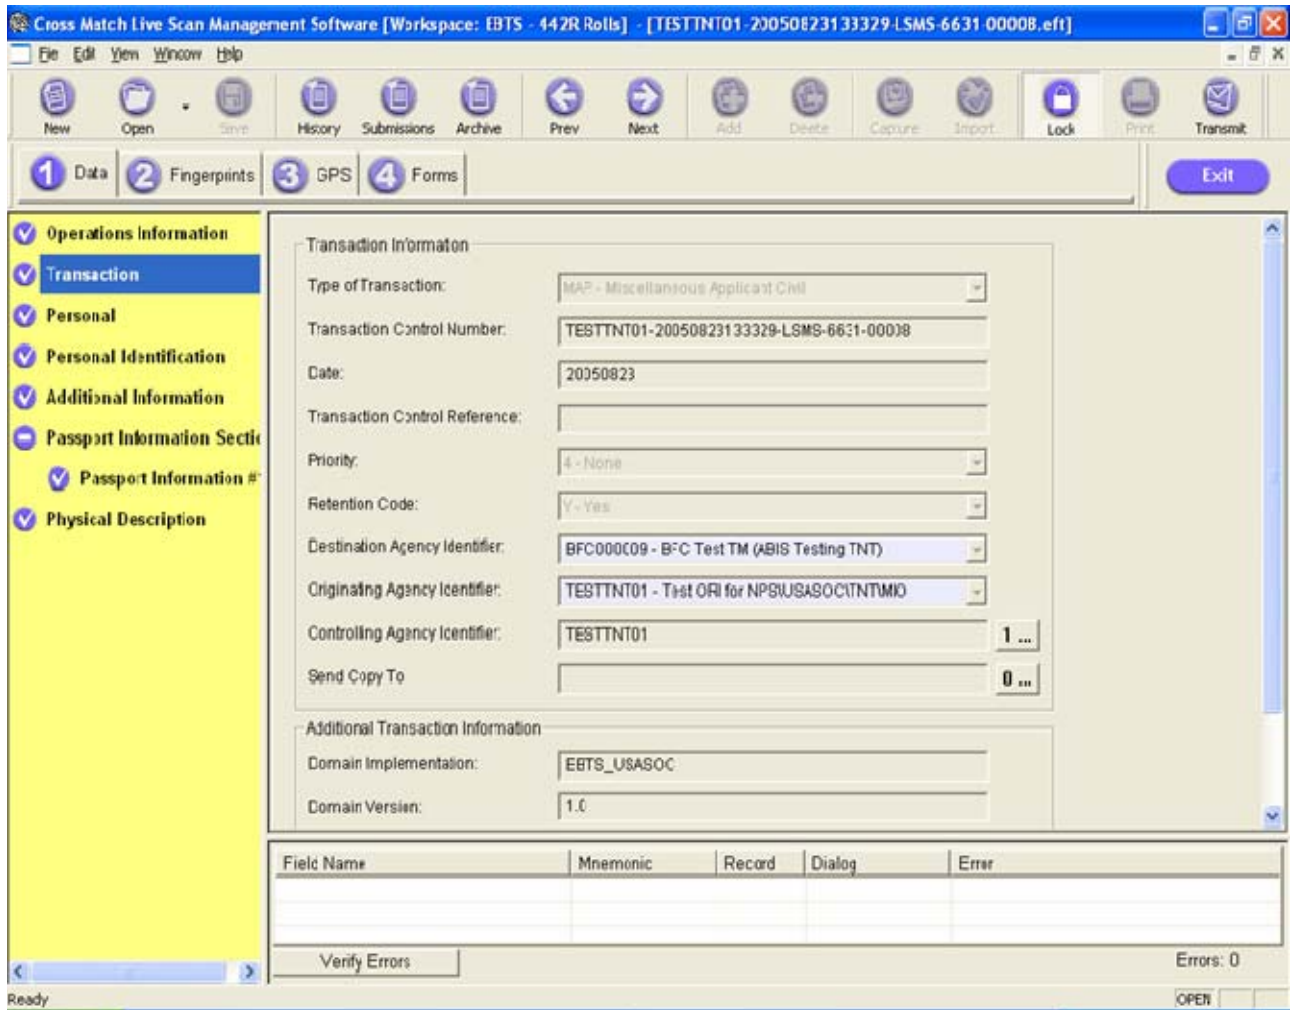 Cross Match Live Scan Management Software [Workspace: EBTS - 442R Rolls] - [TESTTNT01-20050823133329-LSMS-6631-00008.eft]
File Edit View Window Help
New Open Save History Submissions Archive Prev Next Add Delete Capture Import Lock Print Transmit
1 Data 2 Fingerprints 3 GPS 4 Forms Exit
Operations Information
Transaction
Personal
Personal Identification
Additional Information
Passport Information Sectio
Passport Information #
Physical Description
Transaction Information
Type of Transaction: MAP - Miscellaneous Applicant Civil
Transaction Control Number: TESTTNT01-20050823133329-LSMS-6631-00008
Date: 20050823
Transaction Control Reference:
Priority: 4 - None
Retention Code: Y - Yes
Destination Agency Identifier: BFC000009 - BFC Test TM (ABIS Testing TNT)
Originating Agency Identifier: TESTTNT01 - Test ORI for NPS\USASOC\TNT\MIO
Controlling Agency Identifier: TESTTNT01 1 ...
Send Copy To 0 ...
Additional Transaction Information
Domain Implementation: EBTS_USASOC
Domain Version: 1.0
Field Name Mnemonic Record Dialog Error
Verify Errors Errors: 0
Ready OPEN